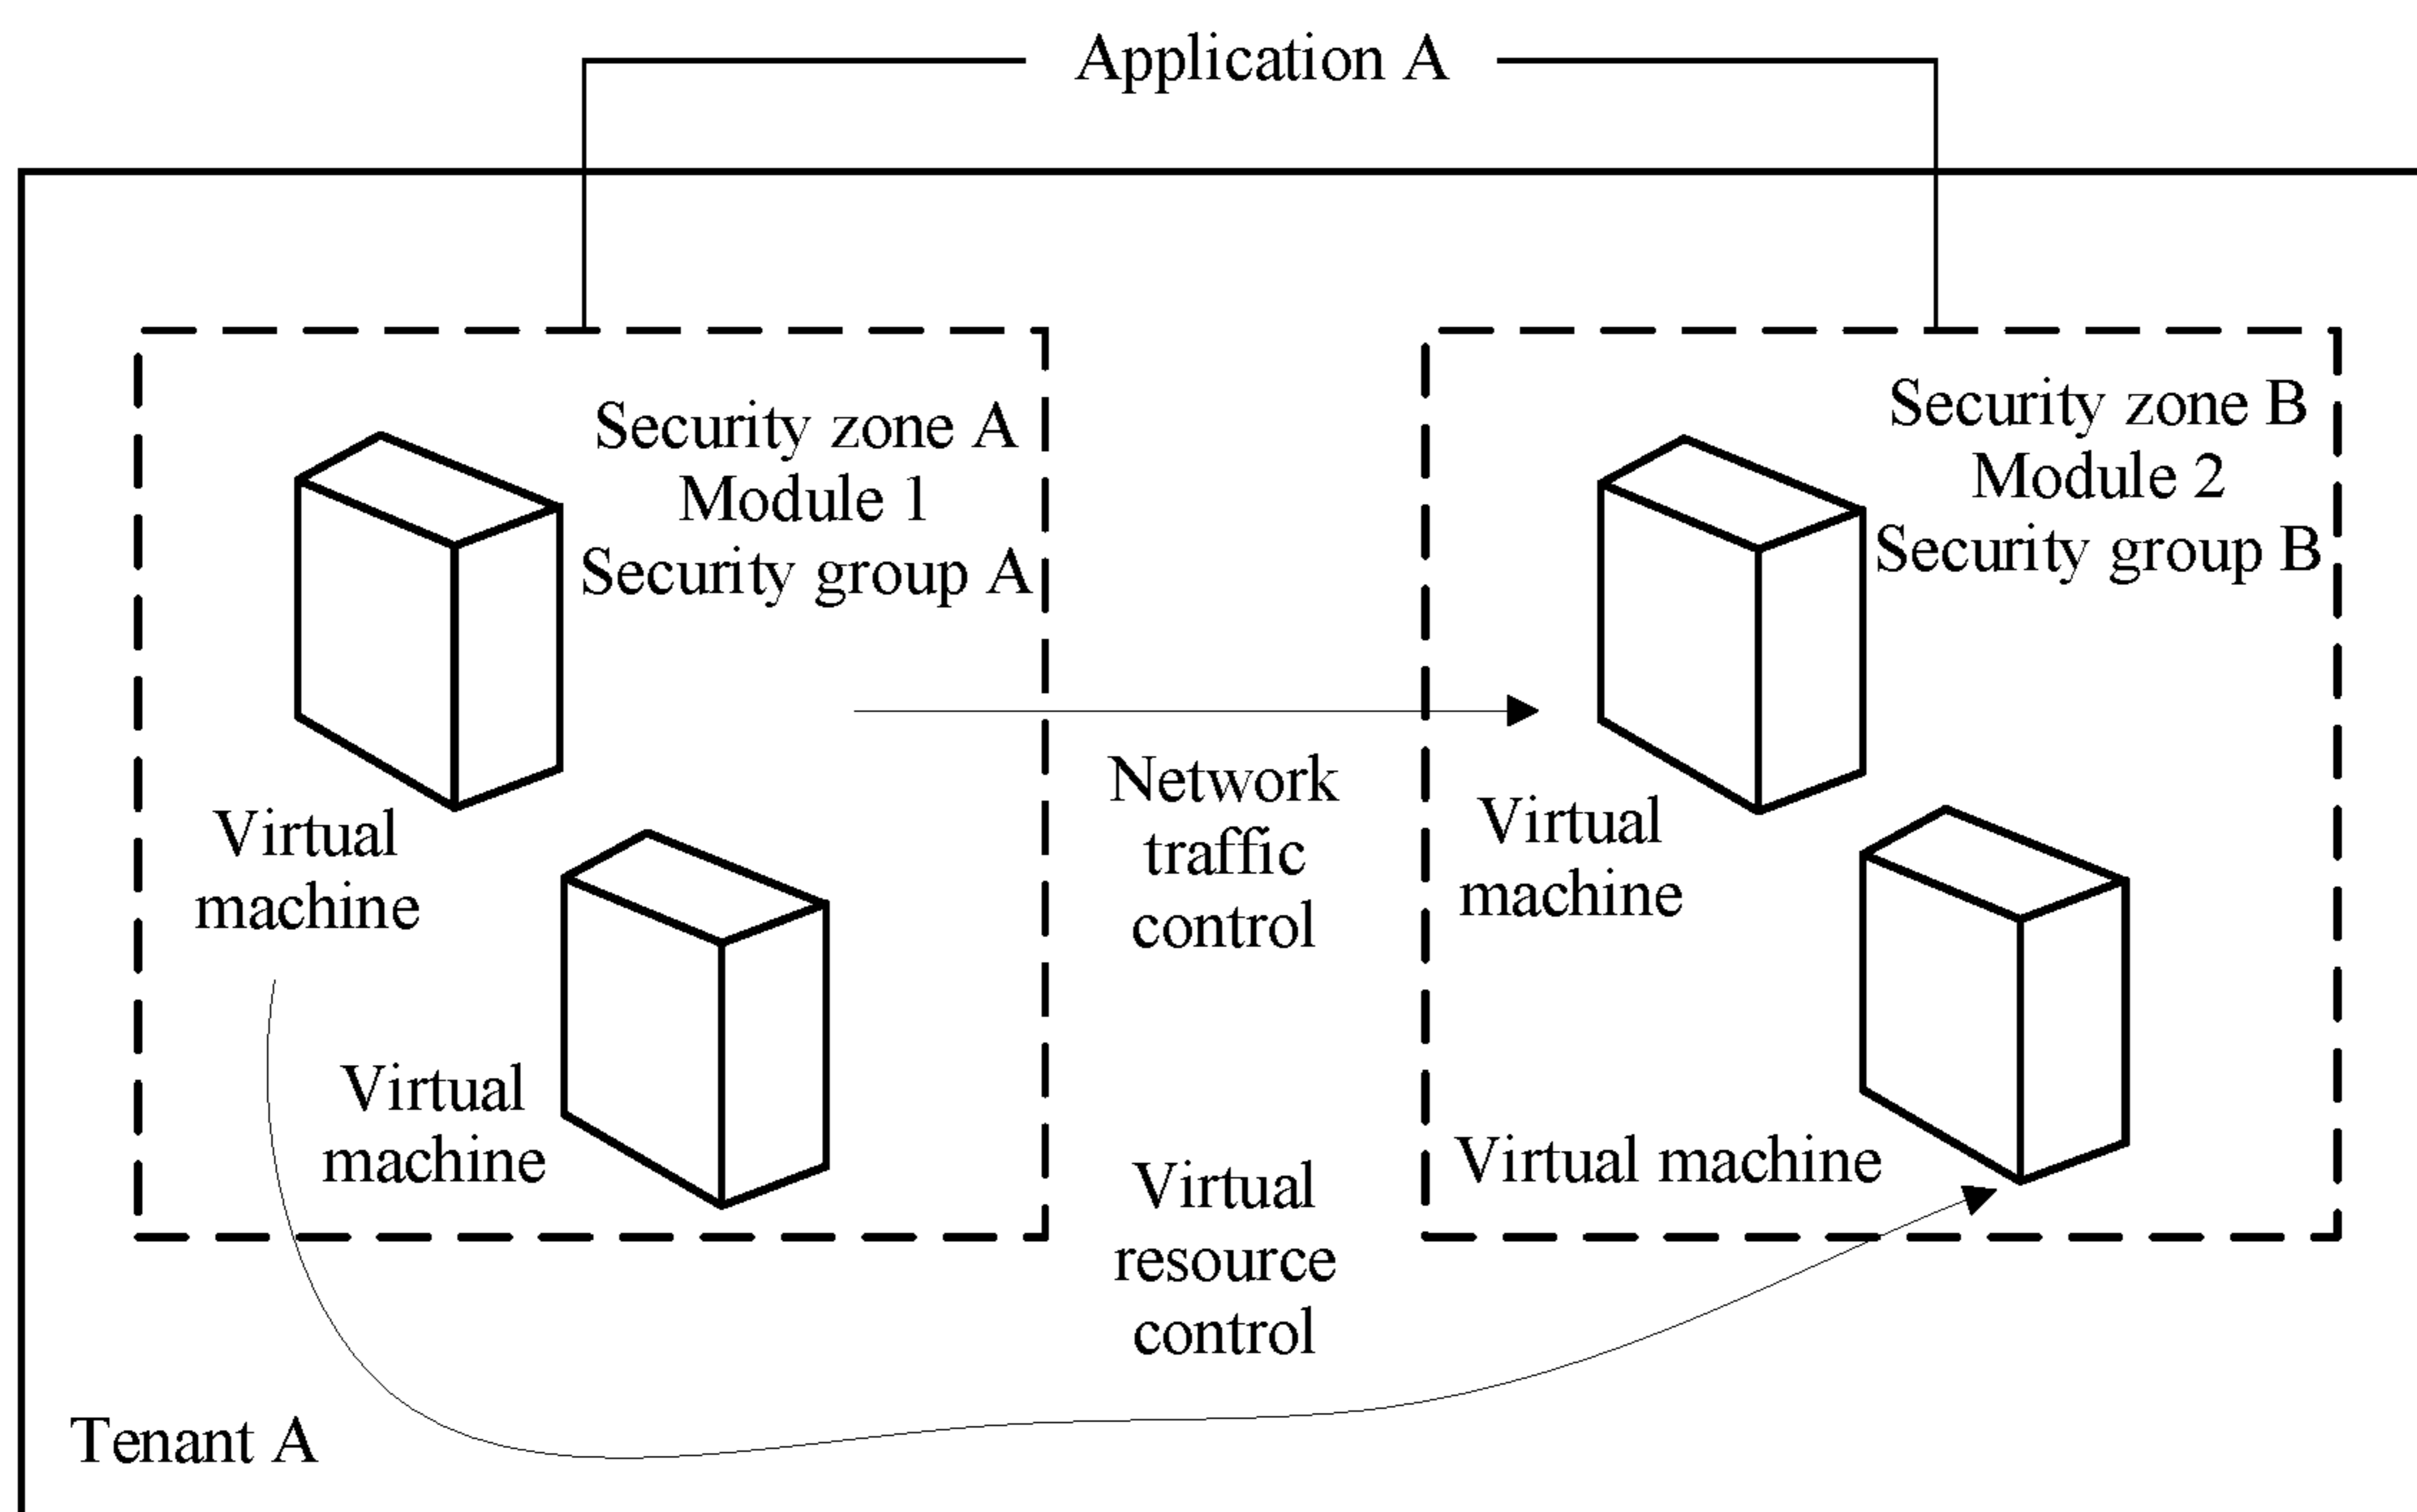 Application A
Security zone A
Module 1
Security group A
Virtual
machine
Virtual
machine
Network
traffic
control
Virtual
resource
control
Security zone B
Module 2
Security group B
Virtual
machine
Virtual machine
Tenant A